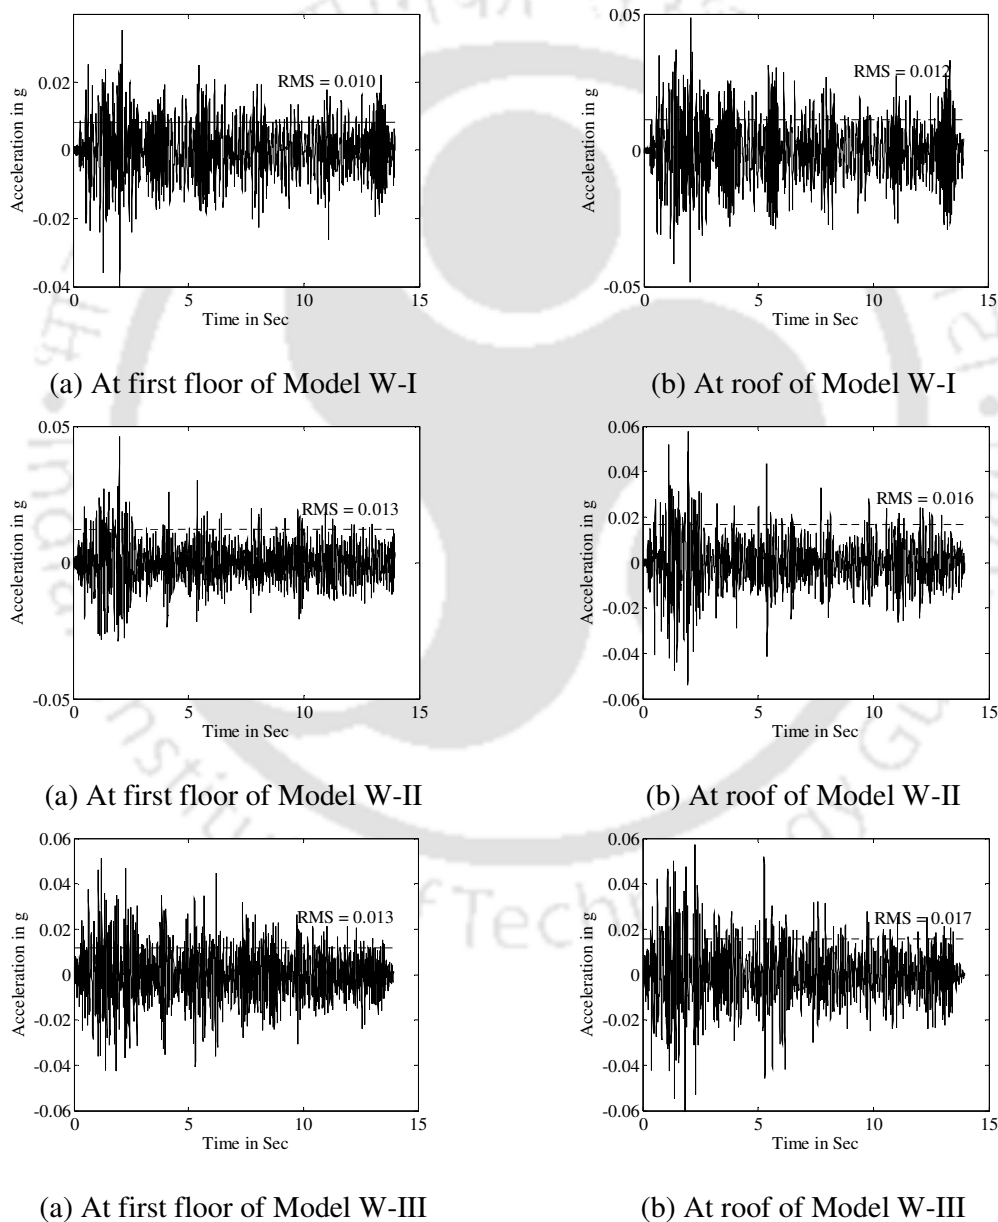 0.02
0
-0.02
-0.04
Acceleration in g
RMS = 0.010
0 5 10 15
Time in Sec
0.05
0
-0.05
Acceleration in g
RMS = 0.012
0 5 10 15
Time in Sec
(a) At first floor of Model W-I
(b) At roof of Model W-I
0.05
0
-0.05
Acceleration in g
RMS = 0.013
0 5 10 15
Time in Sec
0.06
0.04
0.02
0
-0.02
-0.04
-0.06
Acceleration in g
RMS = 0.016
0 5 10 15
Time in Sec
(a) At first floor of Model W-II
(b) At roof of Model W-II
0.06
0.04
0.02
0
-0.02
-0.04
-0.06
Acceleration in g
RMS = 0.013
0 5 10 15
Time in Sec
0.06
0.04
0.02
0
-0.02
-0.04
-0.06
Acceleration in g
RMS = 0.017
0 5 10 15
Time in Sec
(a) At first floor of Model W-III
(b) At roof of Model W-III